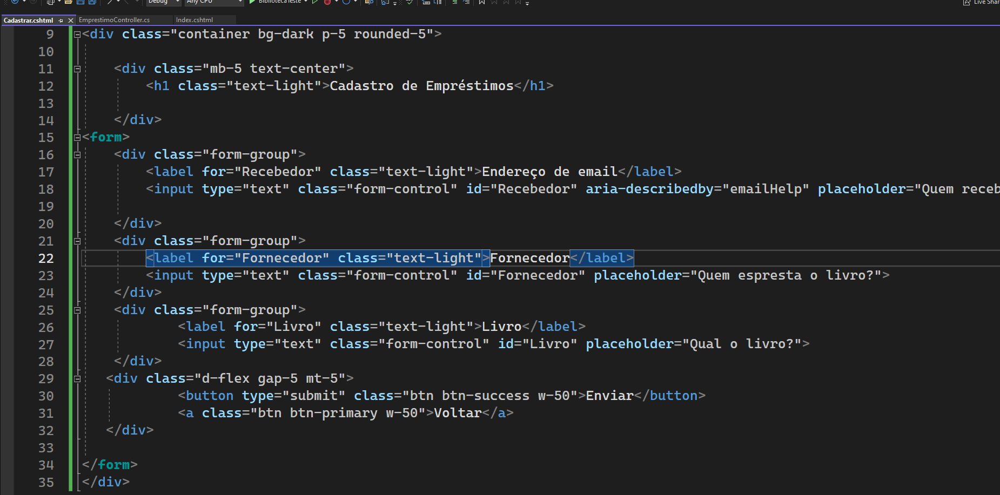 Debug Any CPU BibliotecaTeste Live Shar
Cadastrar.cshtml EmprestimoController.cs Index.cshtml
9 <div class="container bg-dark p-5 rounded-5">
10
11 <div class="mb-5 text-center">
12 <h1 class="text-light">Cadastro de Empréstimos</h1>
13
14 </div>
15 <form>
16 <div class="form-group">
17 <label for="Recebedor" class="text-light">Endereço de email</label>
18 <input type="text" class="form-control" id="Recebedor" aria-describedby="emailHelp" placeholder="Quem receb
19
20 </div>
21 <div class="form-group">
22 <label for="Fornecedor" class="text-light">Fornecedor</label>
23 <input type="text" class="form-control" id="Fornecedor" placeholder="Quem espresta o livro?">
24 </div>
25 <div class="form-group">
26 <label for="Livro" class="text-light">Livro</label>
27 <input type="text" class="form-control" id="Livro" placeholder="Qual o livro?">
28 </div>
29 <div class="d-flex gap-5 mt-5">
30 <button type="submit" class="btn btn-success w-50">Enviar</button>
31 <a class="btn btn-primary w-50">Voltar</a>
32 </div>
33
34 </form>
35 </div>